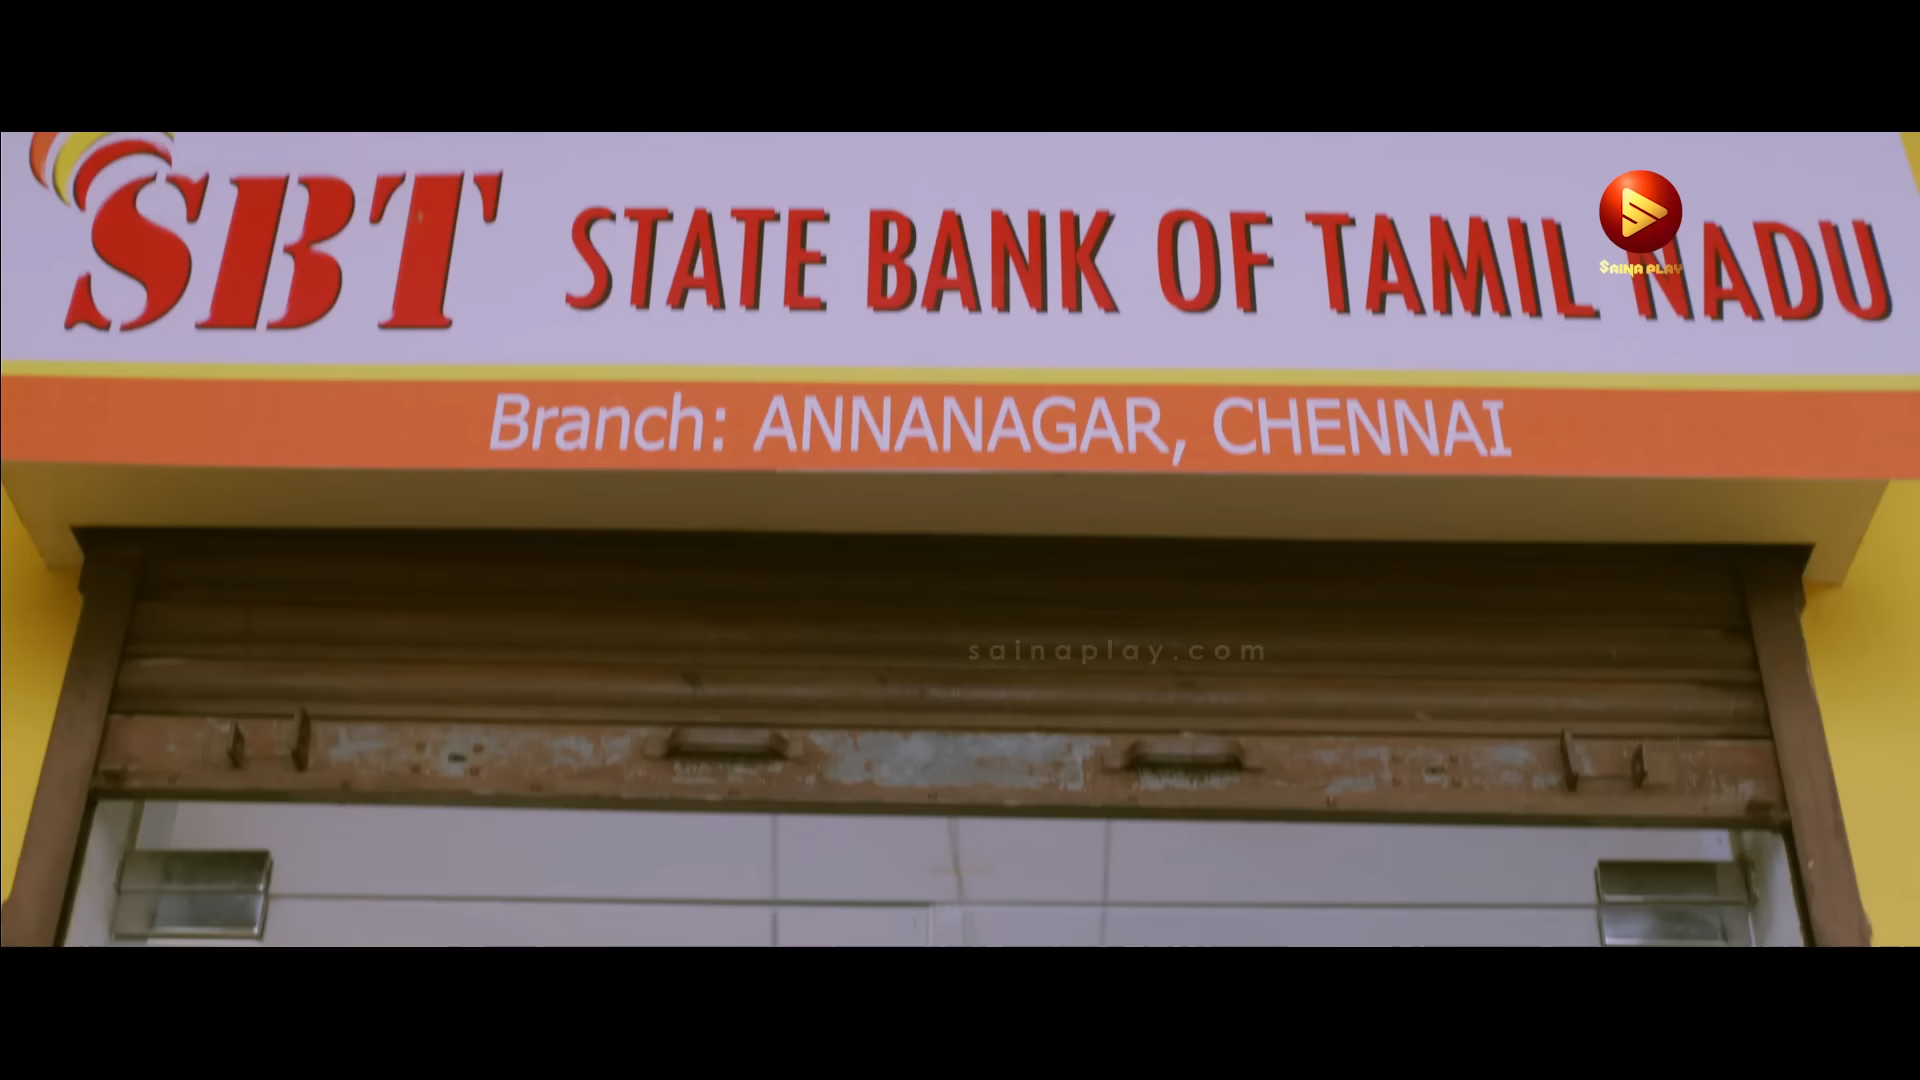 SBT STATE BANK OF TAMIL NADU
SAINA PLAY
Branch: ANNANAGAR, CHENNAI
sainaplay.com